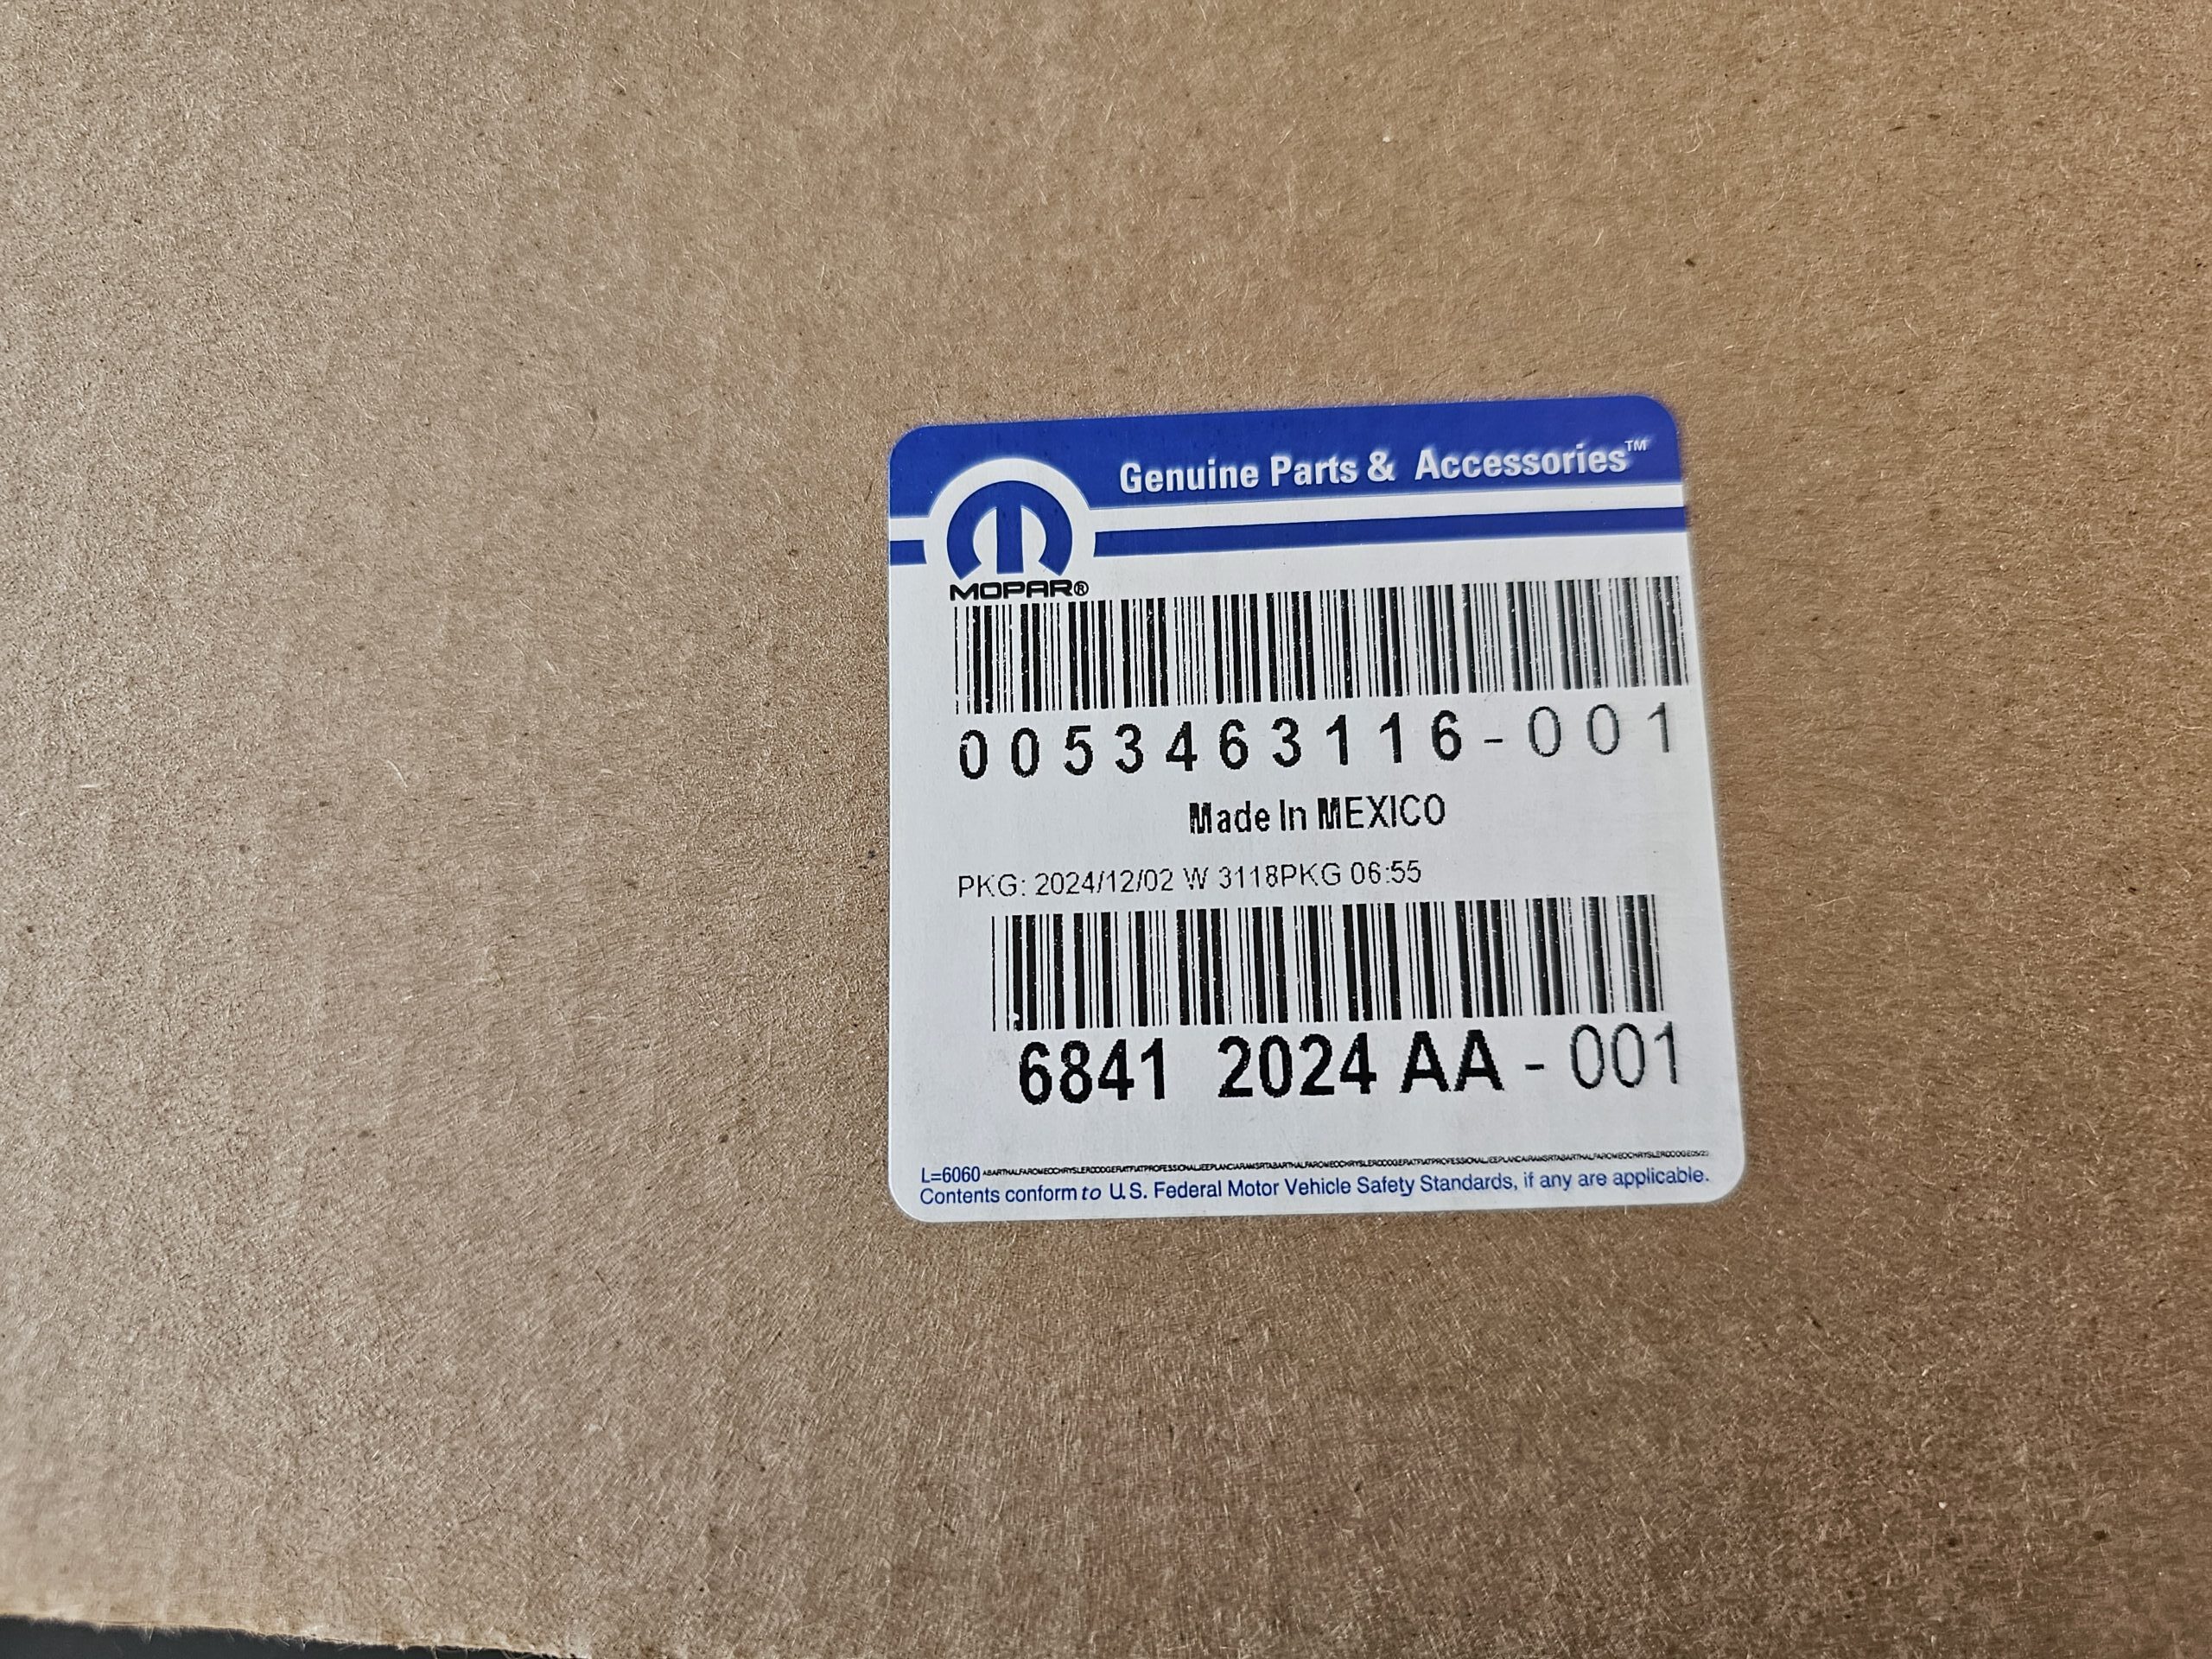 Genuine Parts & Accessories™
MOPAR®
0053463116-001
Made In MEXICO
PKG: 2024/12/02 W 3118PKG 06:55
6841 2024 AA - 001
L=6060
Contents conform to U.S. Federal Motor Vehicle Safety Standards, if any are applicable.